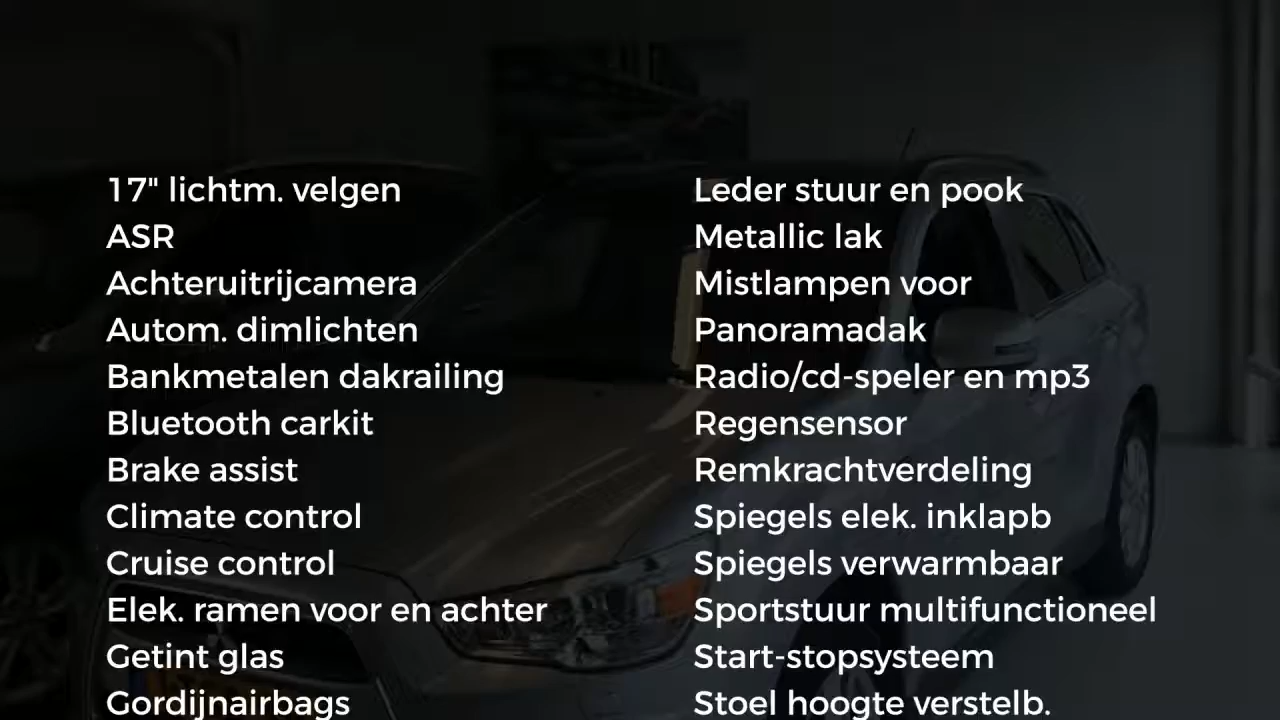 17" lichtm. velgen
ASR
Achteruitrijcamera
Autom. dimlichten
Bankmetalen dakrailing
Bluetooth carkit
Brake assist
Climate control
Cruise control
Elek. ramen voor en achter
Getint glas
Gordijnairbags
Leder stuur en pook
Metallic lak
Mistlampen voor
Panoramadak
Radio/cd-speler en mp3
Regensensor
Remkrachtverdeling
Spiegels elek. inklapb
Spiegels verwarmbaar
Sportstuur multifunctioneel
Start-stopsysteem
Stoel hoogte verstelb.